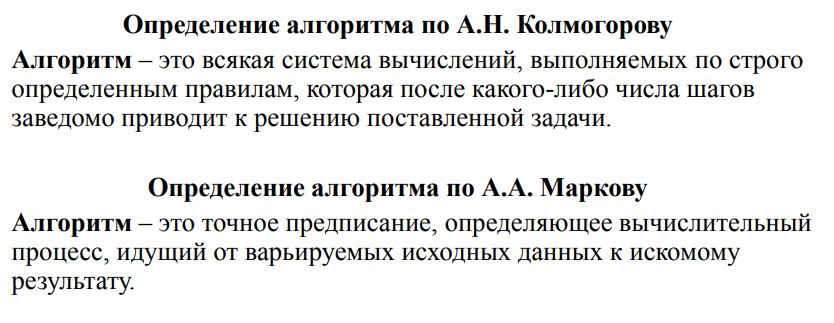 Определение алгоритма по А.Н. Колмогорову
Алгоритм – это всякая система вычислений, выполняемых по строго
определенным правилам, которая после какого-либо числа шагов
заведомо приводит к решению поставленной задачи.
Определение алгоритма по А.А. Маркову
Алгоритм – это точное предписание, определяющее вычислительный
процесс, идущий от варьируемых исходных данных к искомому
результату.